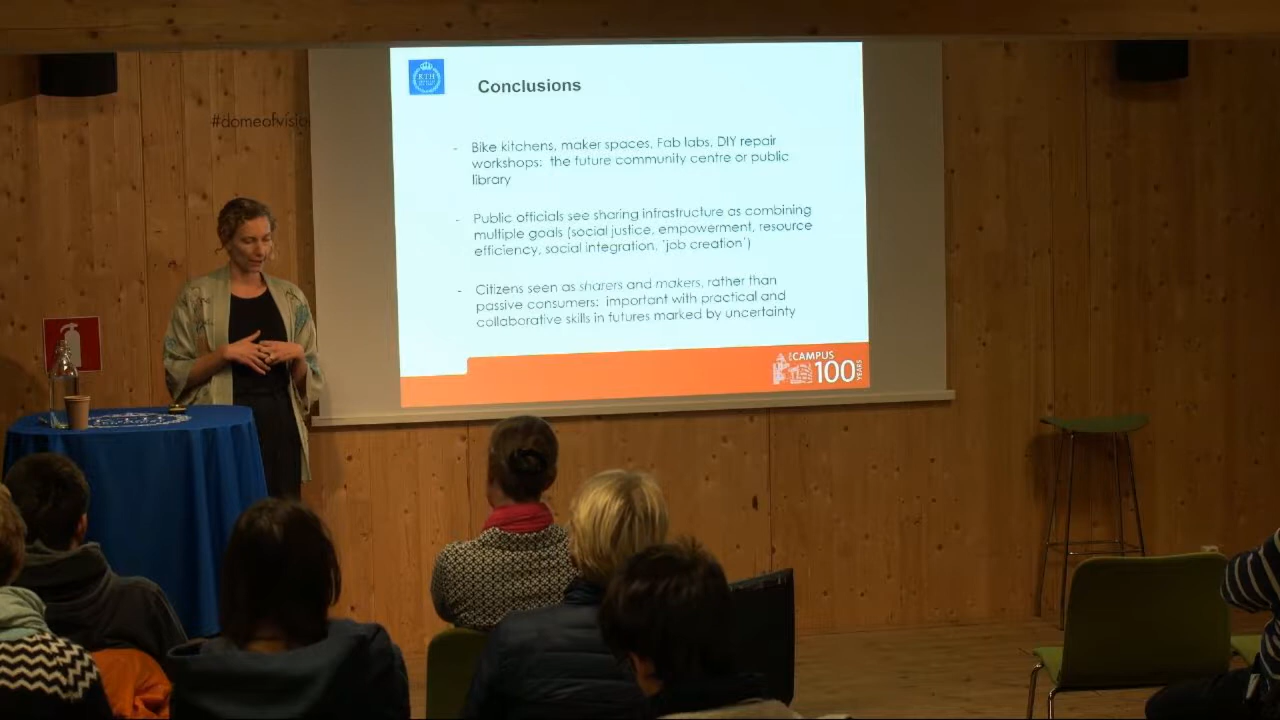 #domeofvisio
KTH
Conclusions
- Bike kitchens, maker spaces, Fab labs, DIY repair
workshops: the future community centre or public
library
- Public officials see sharing infrastructure as combining
multiple goals (social justice, empowerment, resource
efficiency, social integration, 'job creation')
- Citizens seen as sharers and makers, rather than
passive consumers: important with practical and
collaborative skills in futures marked by uncertainty
CAMPUS
100
YEARS